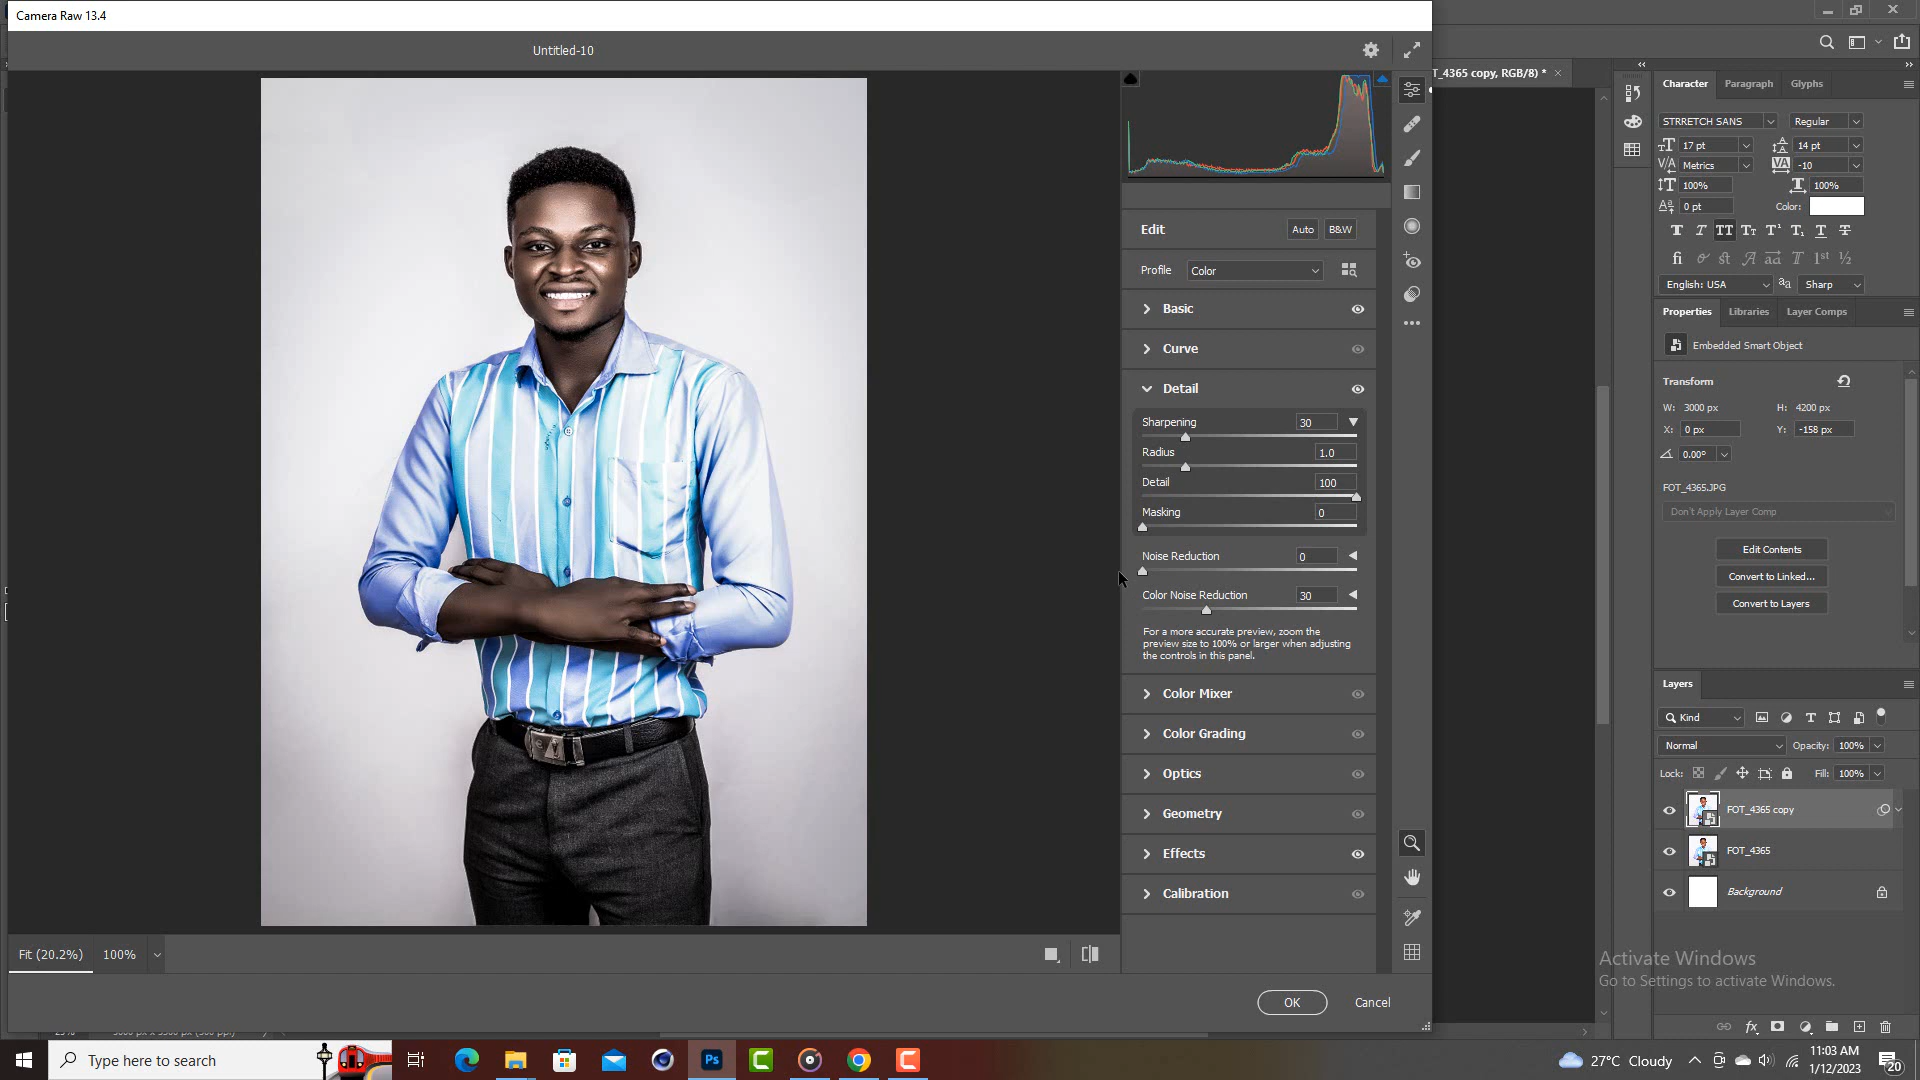 Camera Raw 13.4
Untitled-10
T_4365 copy, RGB/8) *
Edit
Auto
B&W
Profile
Color
Basic
Curve
Detail
Sharpening
30
Radius
1.0
Detail
100
Masking
0
Noise Reduction
0
Color Noise Reduction
30
For a more accurate preview, zoom the
preview size to 100% or larger when adjusting
the controls in this panel.
Color Mixer
Color Grading
Optics
Geometry
Effects
Calibration
Fit (20.2%)
100%
OK
Cancel
Character
Paragraph
Glyphs
STRRETCH SANS
Regular
17 pt
14 pt
Metrics
-10
100%
100%
0 pt
Color:
English: USA
Sharp
Properties
Libraries
Layer Comps
Embedded Smart Object
Transform
W: 3000 px
H: 4200 px
X: 0 px
Y: -158 px
0.00°
FOT_4365.JPG
Don't Apply Layer Comp
Edit Contents
Convert to Linked...
Convert to Layers
Layers
Kind
Normal
Opacity: 100%
Lock:
Fill: 100%
FOT_4365 copy
FOT_4365
Background
Activate Windows
Go to Settings to activate Windows.
Type here to search
27°C Cloudy
11:03 AM
1/12/2023
20